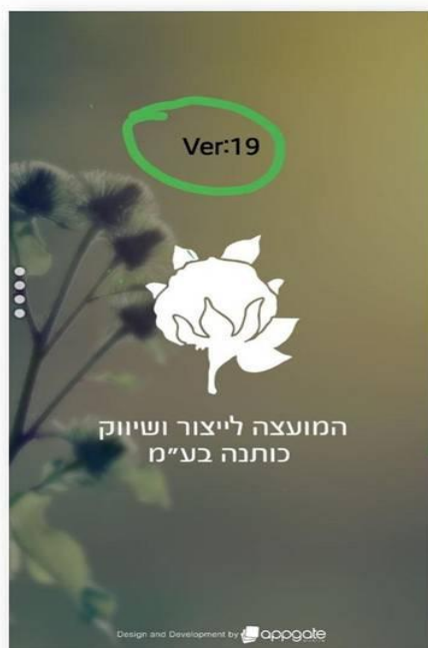 Ver:19
המועצה לייצור ושיווק
כותנה בע״מ
Design and Development by appgate